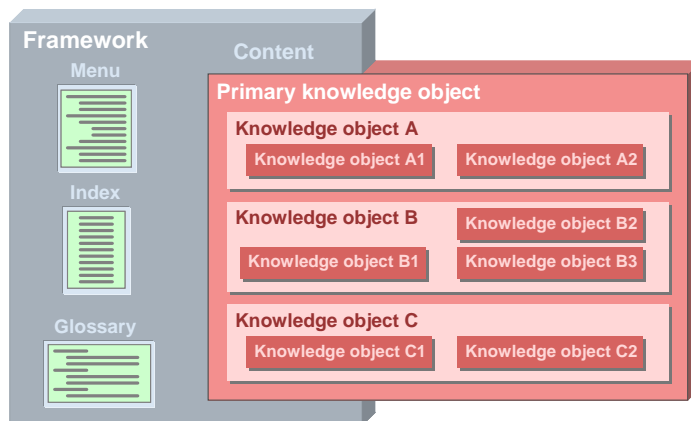 Framework
Content
Menu
Index
Glossary
Primary knowledge object
Knowledge object A
Knowledge object A1
Knowledge object A2
Knowledge object B
Knowledge object B2
Knowledge object B1
Knowledge object B3
Knowledge object C
Knowledge object C1
Knowledge object C2